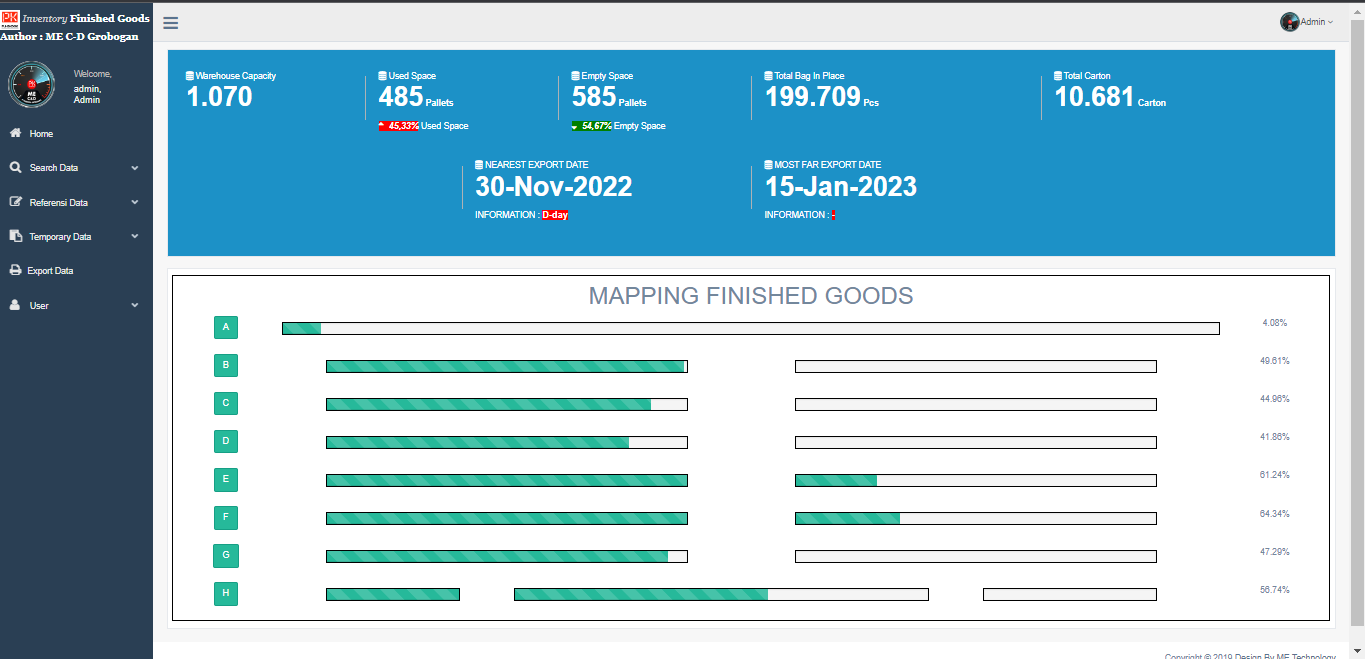 PK Inventory Finished Goods
Author : ME C-D Grobogan
Welcome,
admin,
Admin
Home
Search Data
Referensi Data
Temporary Data
Export Data
User
Admin
Warehouse Capacity
1.070
Used Space
485 Pallets
45,33% Used Space
Empty Space
585 Pallets
54,67% Empty Space
Total Bag In Place
199.709 Pcs
Total Carton
10.681 Carton
NEAREST EXPORT DATE
30-Nov-2022
INFORMATION : D-day
MOST FAR EXPORT DATE
15-Jan-2023
INFORMATION : -
MAPPING FINISHED GOODS
A 4.08%
B 49.61%
C 44.96%
D 41.86%
E 61.24%
F 64.34%
G 47.29%
H 56.74%
Copyright © 2019 Design By ME Technology